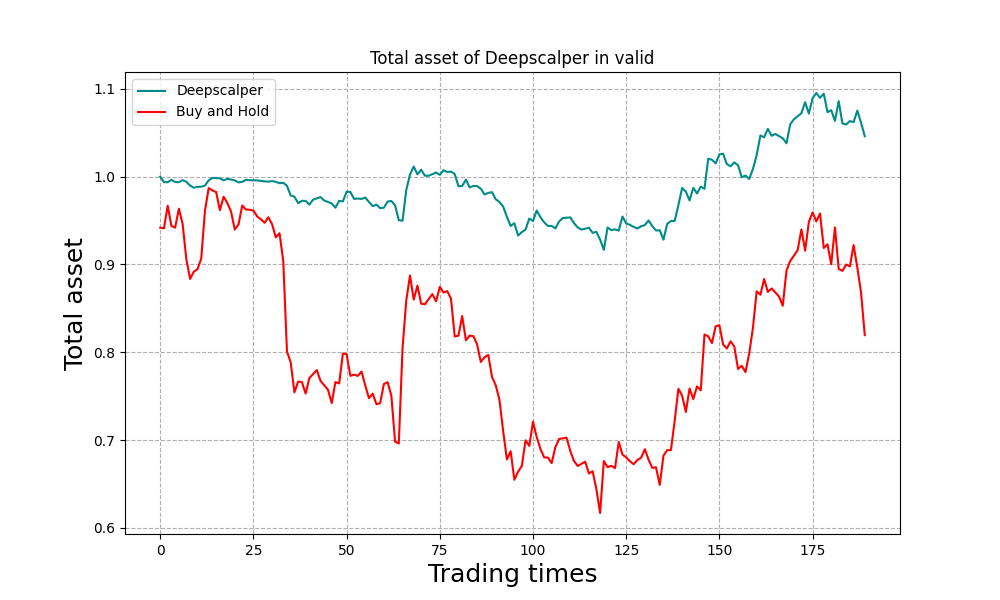 Total asset of Deepscalper in valid
Deepscalper
Buy and Hold
1.1
1.0
0.9
0.8
0.7
0.6
Total asset
0 25 50 75 100 125 150 175
Trading times